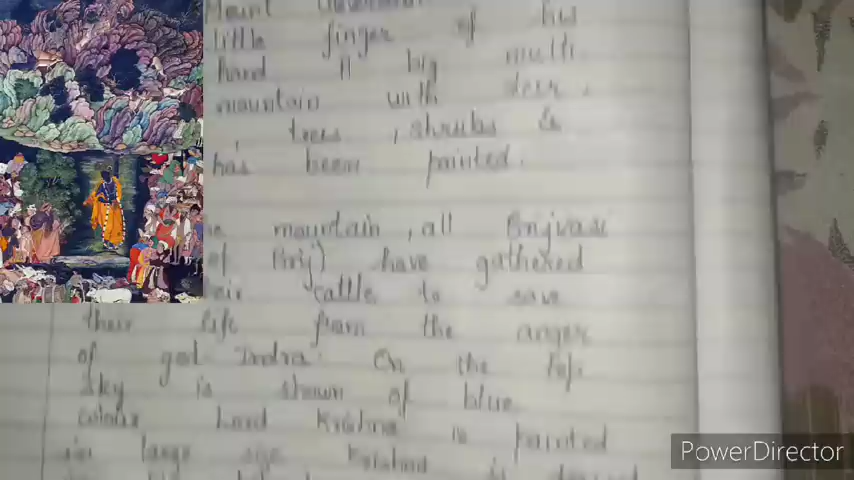 Mount
little finger of his
hand A big multi
mountain with deer,
, trees, shrubs &
has been painted.
mountain, all Brijvasi
of Brij) have gathered
cattle to save
their life from the anger
of god Indra. On the top
sky is shown of blue
colour Lord Krishna is painted
in large size Krishna is
PowerDirector